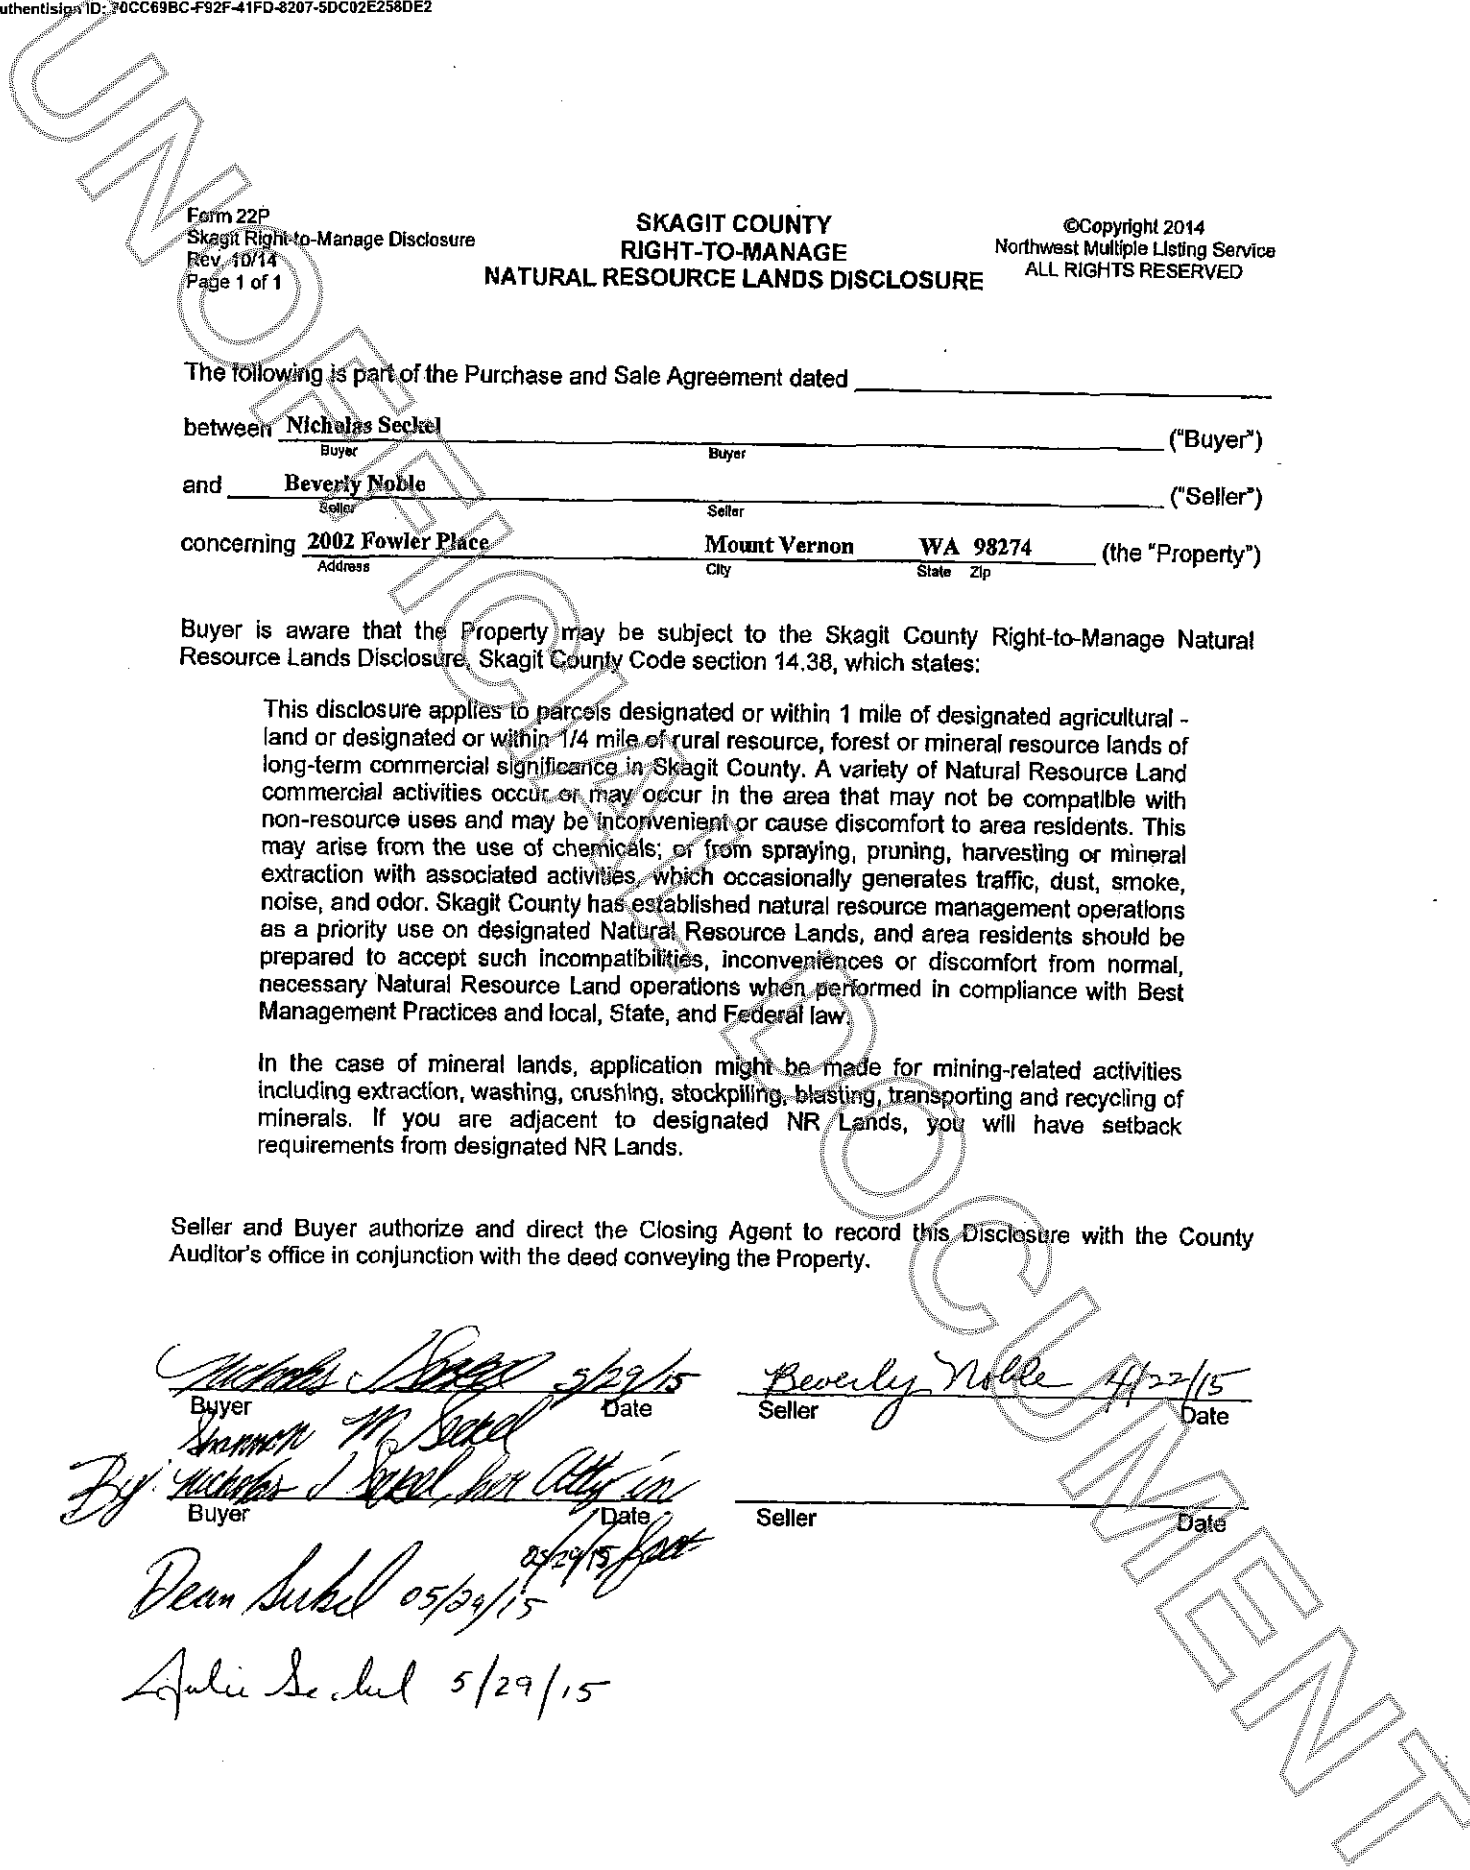 uthentisign ID: 70CC69BC-F92F-41FD-8207-5DC02E258DE2
Form 22P
Skagit Right-to-Manage Disclosure
Rev. 10/14
Page 1 of 1
SKAGIT COUNTY
RIGHT-TO-MANAGE
NATURAL RESOURCE LANDS DISCLOSURE
©Copyright 2014
Northwest Multiple Listing Service
ALL RIGHTS RESERVED
The following is part of the Purchase and Sale Agreement dated
between Nicholas Seckel ("Buyer")
Buyer Buyer
and Beverly Noble ("Seller")
Seller Seller
concerning 2002 Fowler Place Mount Vernon WA 98274 (the "Property")
Address City State Zip
Buyer is aware that the Property may be subject to the Skagit County Right-to-Manage Natural
Resource Lands Disclosure, Skagit County Code section 14.38, which states:
This disclosure applies to parcels designated or within 1 mile of designated agricultural -
land or designated or within 1/4 mile of rural resource, forest or mineral resource lands of
long-term commercial significance in Skagit County. A variety of Natural Resource Land
commercial activities occur or may occur in the area that may not be compatible with
non-resource uses and may be inconvenient or cause discomfort to area residents. This
may arise from the use of chemicals; or from spraying, pruning, harvesting or mineral
extraction with associated activities, which occasionally generates traffic, dust, smoke,
noise, and odor. Skagit County has established natural resource management operations
as a priority use on designated Natural Resource Lands, and area residents should be
prepared to accept such incompatibilities, inconveniences or discomfort from normal,
necessary Natural Resource Land operations when performed in compliance with Best
Management Practices and local, State, and Federal law.
In the case of mineral lands, application might be made for mining-related activities
including extraction, washing, crushing, stockpiling, blasting, transporting and recycling of
minerals. If you are adjacent to designated NR Lands, you will have setback
requirements from designated NR Lands.
Seller and Buyer authorize and direct the Closing Agent to record this Disclosure with the County
Auditor's office in conjunction with the deed conveying the Property.
Nicholas J Seckel 5/29/15 Beverly Noble 4/22/15
Buyer Date Seller Date
Shannon M Seckel
By: Nicholas J Seckel, her Atty in
Buyer Date Seller Date
05/29/15 fact
Dean Seckel 05/29/15
Julie Seckel 5/29/15
UNOFFICIAL DOCUMENT